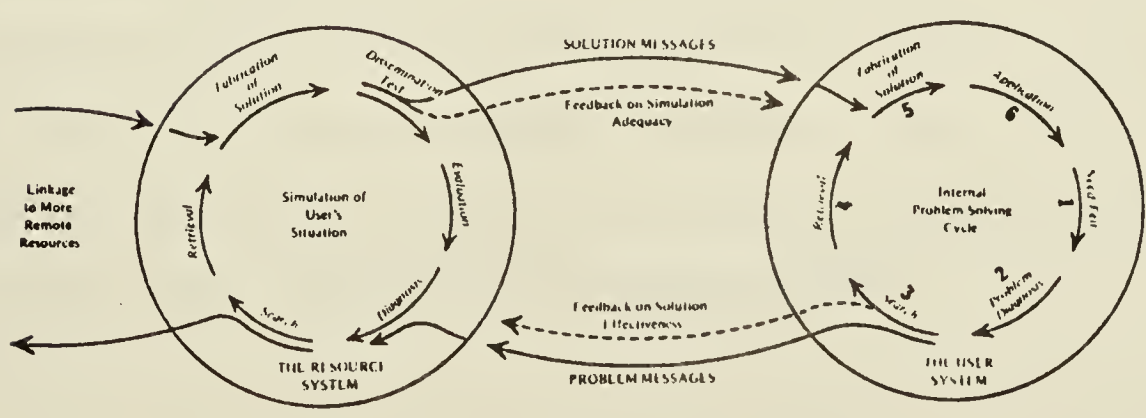 SOLUTION MESSAGES
Feedback on Simulation
Adequacy
Linkage
to More
Remote
Resources
Fabrication
of
Solution
Dissemination
Test
Evaluation
Diagnosis
Search
Retrieval
Simulation of
User's
Situation
THE RESOURCE
SYSTEM
Feedback on Solution
Effectiveness
PROBLEM MESSAGES
Fabrication
of
Solution
5
Application
6
Need Felt
1
2
Problem
Diagnosis
3
Search
Retrieval
4
Internal
Problem Solving
Cycle
THE USER
SYSTEM